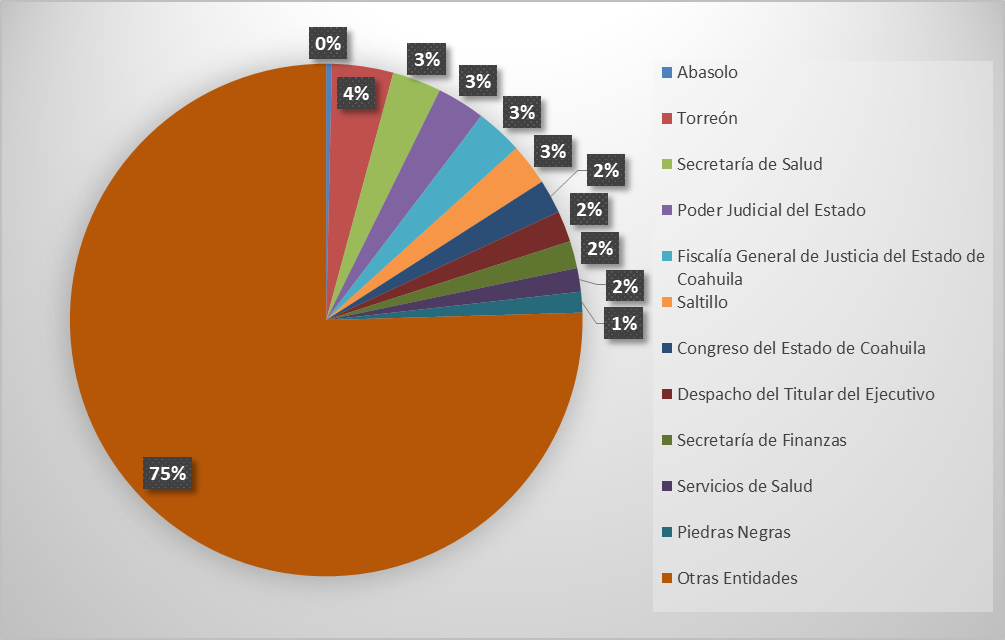 0%
4%
3%
3%
3%
3%
2%
2%
2%
2%
1%
75%
Abasolo
Torreón
Secretaría de Salud
Poder Judicial del Estado
Fiscalía General de Justicia del Estado de
Coahuila
Saltillo
Congreso del Estado de Coahuila
Despacho del Titular del Ejecutivo
Secretaría de Finanzas
Servicios de Salud
Piedras Negras
Otras Entidades